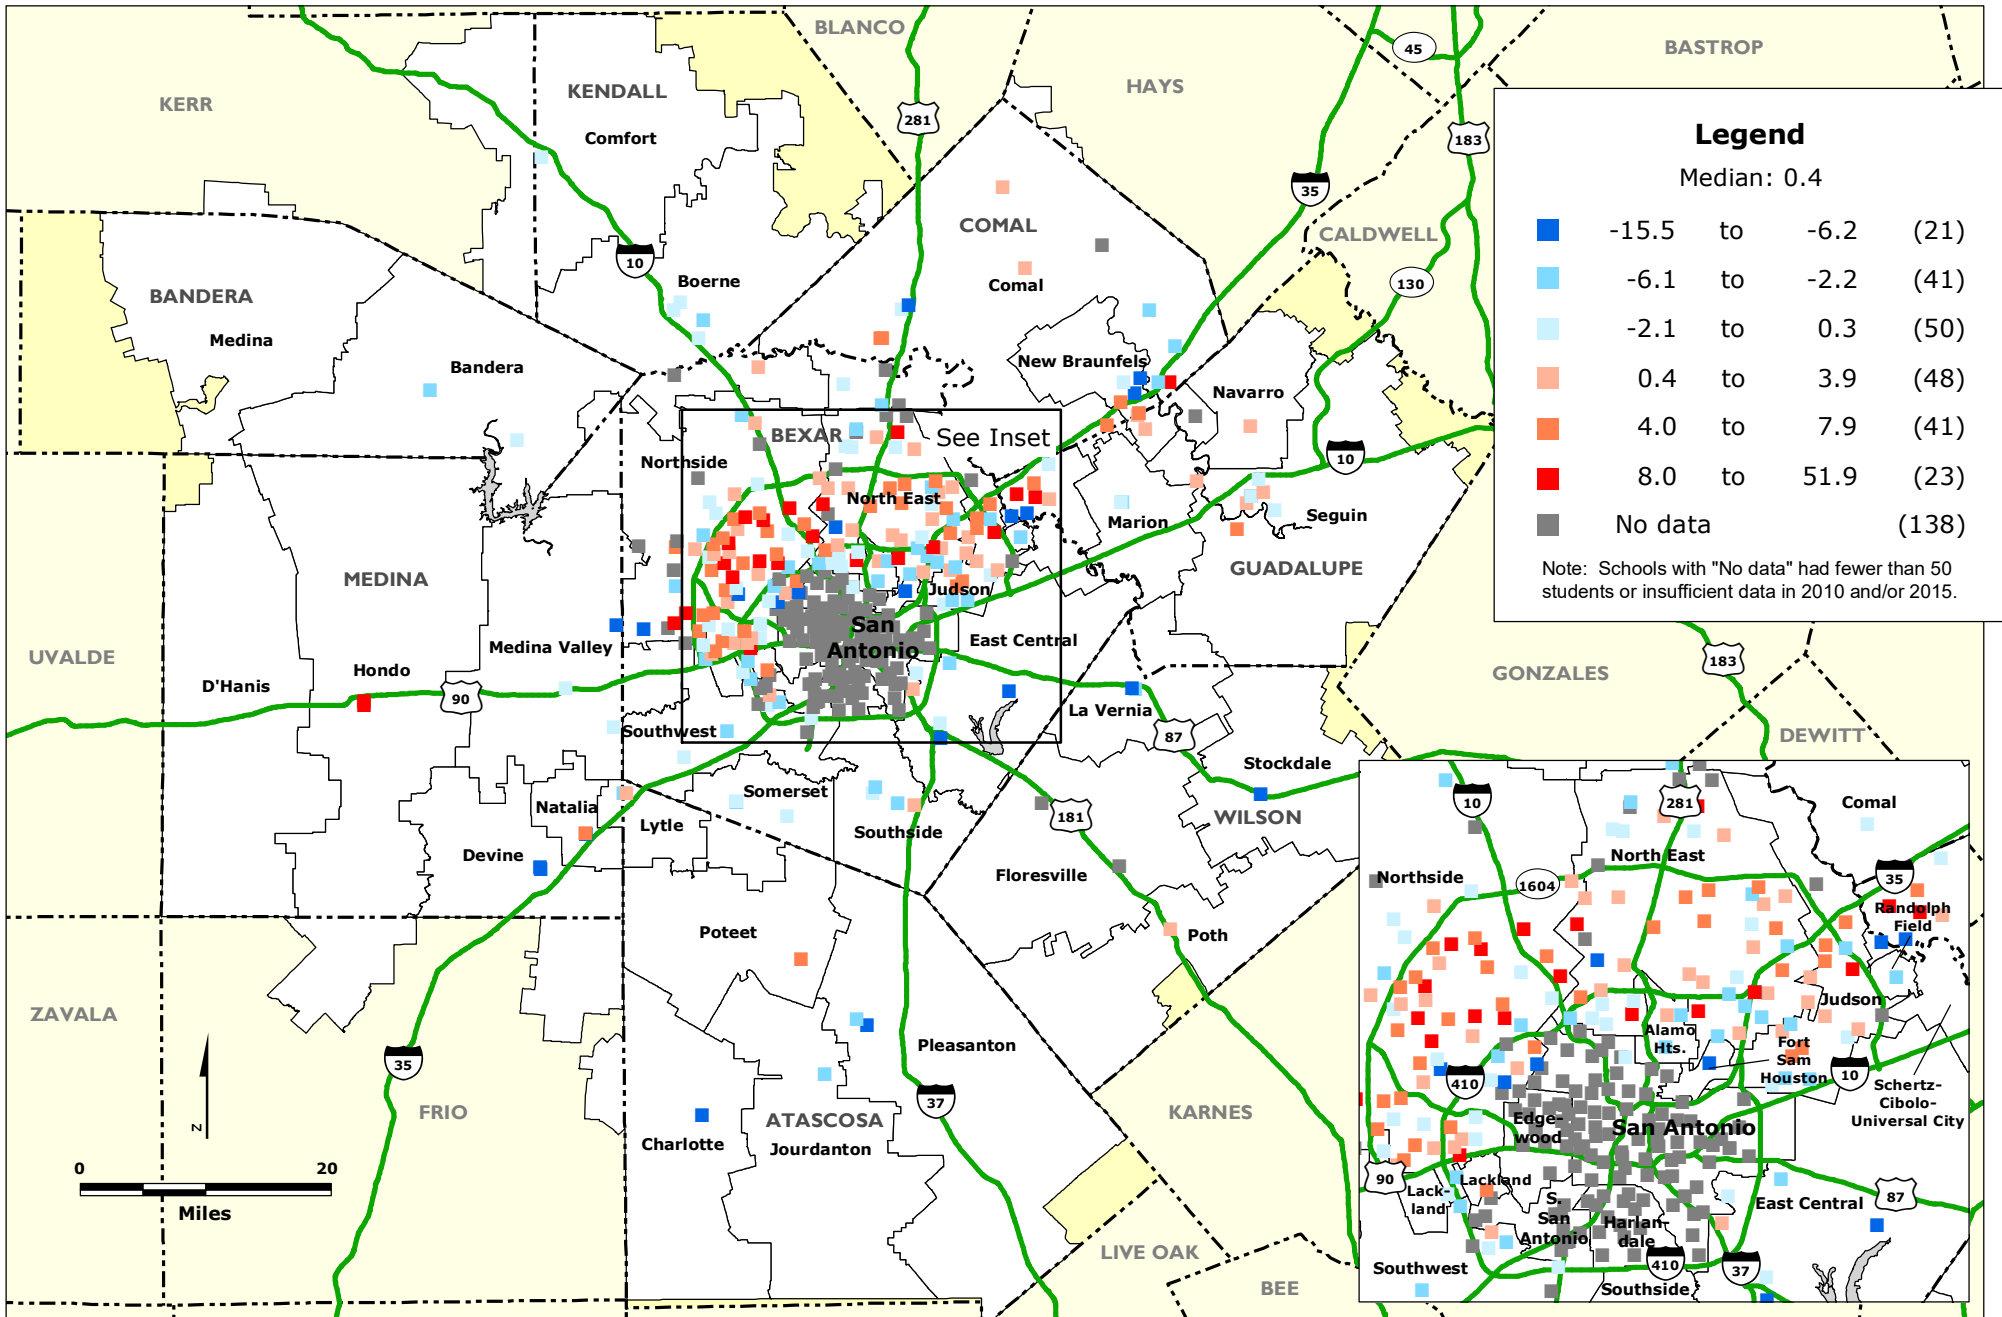 BLANCO
BASTROP
45
HAYS
KERR
KENDALL
Comfort
281
183
35
COMAL
CALDWELL
10
130
BANDERA
Medina
Boerne
Comal
Bandera
New Braunfels
Navarro
BEXAR
See Inset
Northside
North East
10
Marion
Seguin
MEDINA
GUADALUPE
Judson
San
Antonio
East Central
Medina Valley
UVALDE
D'Hanis
Hondo
90
La Vernia
GONZALES
183
DEWITT
Southwest
87
Stockdale
Natalia
Lytle
Somerset
Southside
181
WILSON
Devine
Floresville
Poteet
Poth
ZAVALA
Pleasanton
35
FRIO
37
ATASCOSA
Jourdanton
Charlotte
KARNES
LIVE OAK
BEE
N
0 20
Miles
Legend
Median: 0.4
-15.5 to -6.2 (21)
-6.1 to -2.2 (41)
-2.1 to 0.3 (50)
0.4 to 3.9 (48)
4.0 to 7.9 (41)
8.0 to 51.9 (23)
No data (138)
Note: Schools with "No data" had fewer than 50
students or insufficient data in 2010 and/or 2015.
10
281
Comal
North East
Northside
1604
35
Randolph
Field
Judson
Alamo
Hts.
Fort
Sam
Houston
410
10
Schertz-
Cibolo-
Universal City
Edge-
wood
San Antonio
90
Lackland
Lack-
land
S.
San
Antonio
Harlan-
dale
East Central
87
Southwest
410
37
Southside